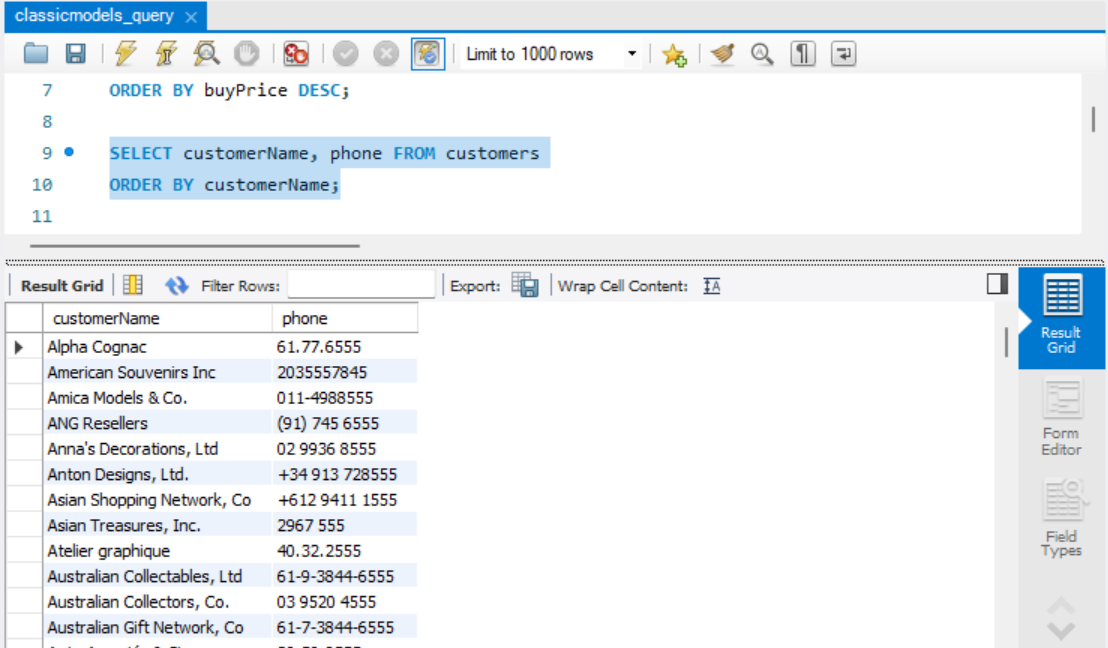 classicmodels_query
Limit to 1000 rows
7 ORDER BY buyPrice DESC;
8
9 SELECT customerName, phone FROM customers
10 ORDER BY customerName;
11
Result Grid Filter Rows: Export: Wrap Cell Content: IA
customerName phone
Alpha Cognac 61.77.6555
American Souvenirs Inc 2035557845
Amica Models & Co. 011-4988555
ANG Resellers (91) 745 6555
Anna's Decorations, Ltd 02 9936 8555
Anton Designs, Ltd. +34 913 728555
Asian Shopping Network, Co +612 9411 1555
Asian Treasures, Inc. 2967 555
Atelier graphique 40.32.2555
Australian Collectables, Ltd 61-9-3844-6555
Australian Collectors, Co. 03 9520 4555
Australian Gift Network, Co 61-7-3844-6555
Result
Grid
Form
Editor
Field
Types